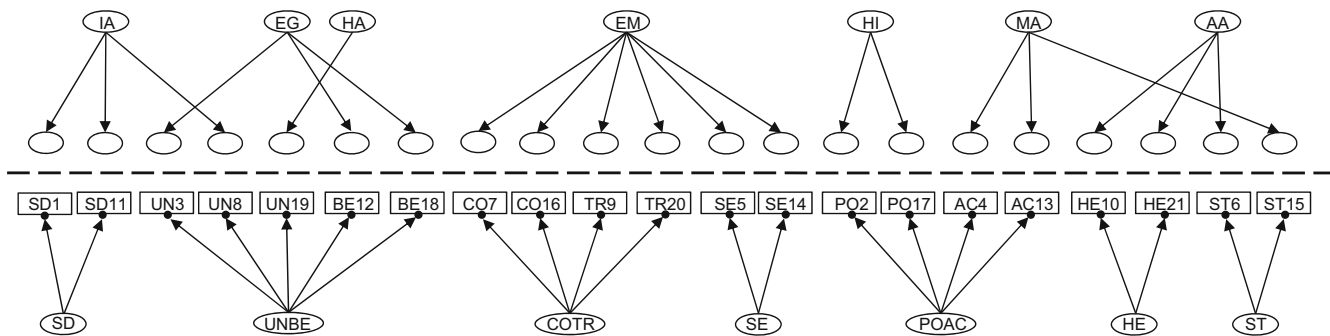 IA EG HA EM HI MA AA
SD1 SD11 UN3 UN8 UN19 BE12 BE18 CO7 CO16 TR9 TR20 SE5 SE14 PO2 PO17 AC4 AC13 HE10 HE21 ST6 ST15
SD UNBE COTR SE POAC HE ST